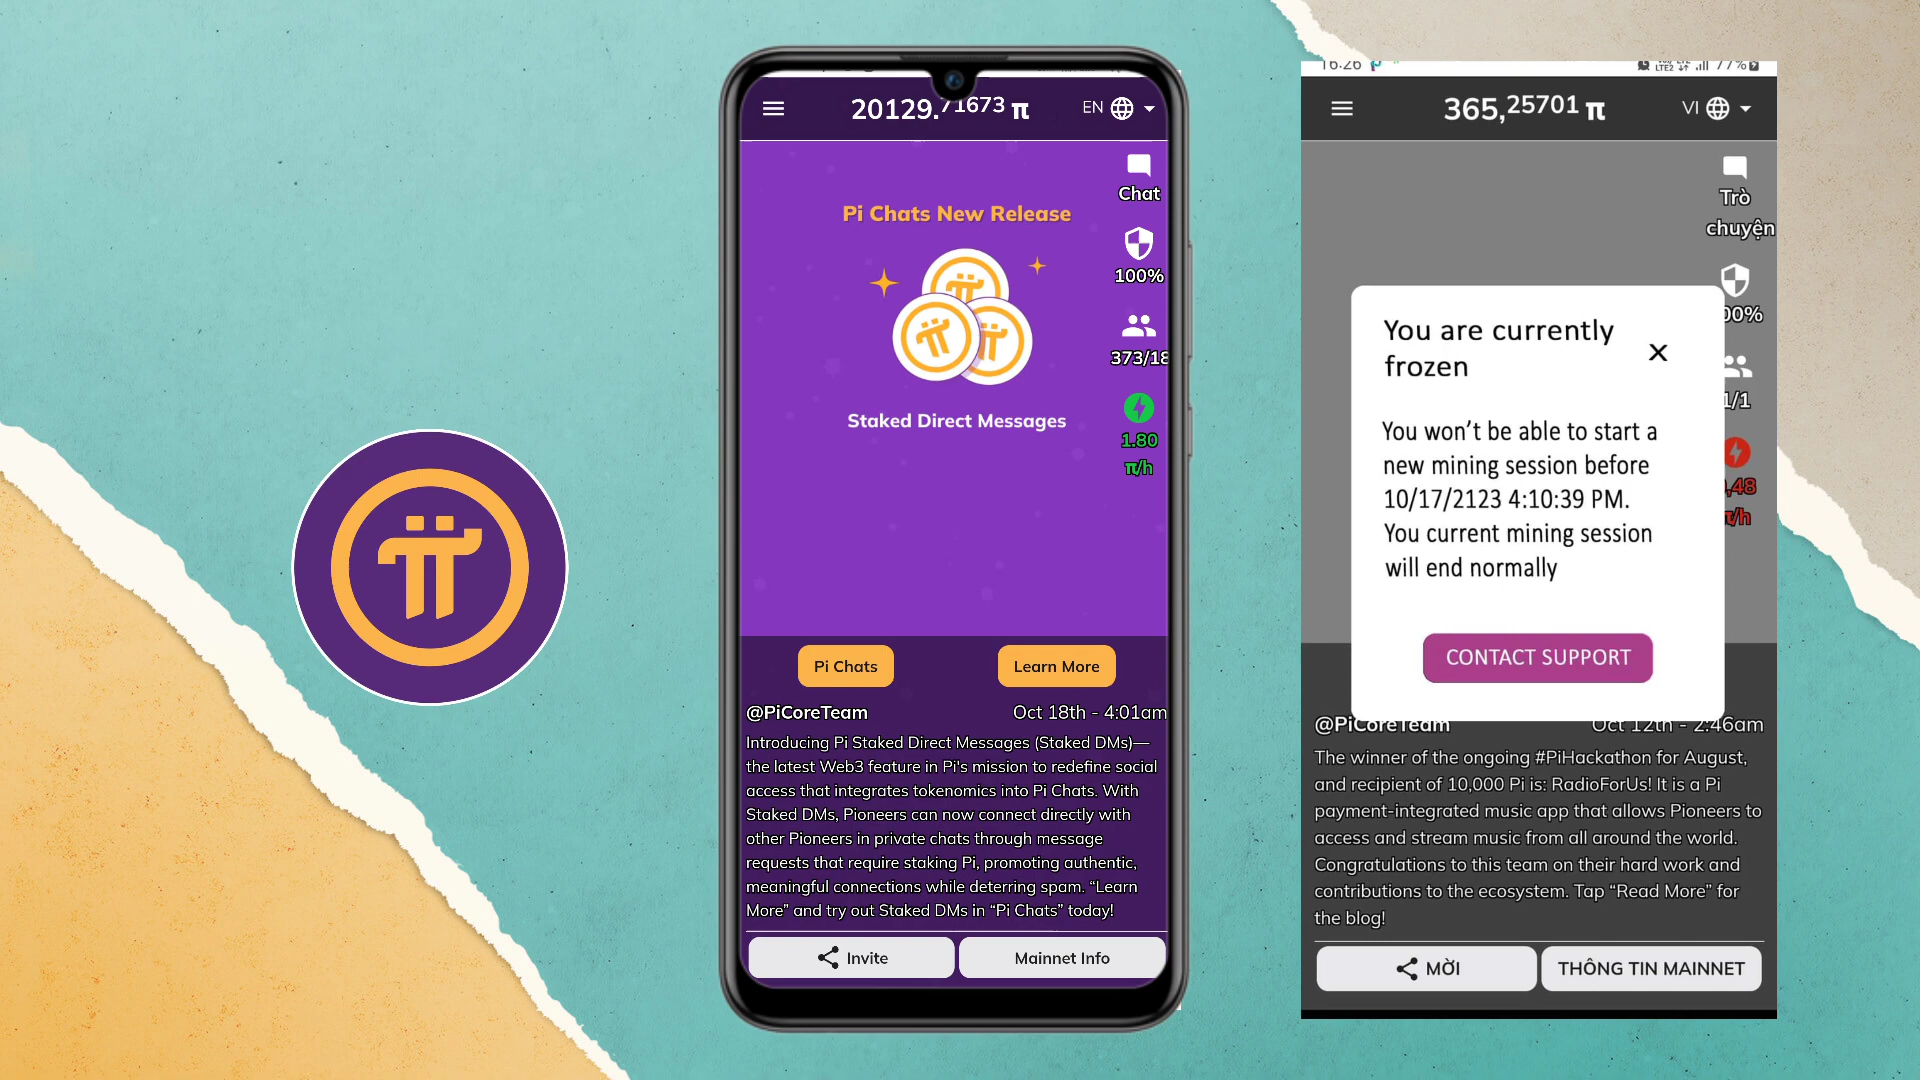 20129.71673 π
EN
Chat
Pi Chats New Release
100%
373/18
Staked Direct Messages
1.80
π/h
Pi Chats
Learn More
@PiCoreTeam
Oct 18th - 4:01am
Introducing Pi Staked Direct Messages (Staked DMs)—
the latest Web3 feature in Pi's mission to redefine social
access that integrates tokenomics into Pi Chats. With
Staked DMs, Pioneers can now connect directly with
other Pioneers in private chats through message
requests that require staking Pi, promoting authentic,
meaningful connections while deterring spam. “Learn
More” and try out Staked DMs in “Pi Chats” today!
Invite
Mainnet Info
16:26
LTE2
77%
365,25701 π
VI
Trò
chuyện
00%
1/1
,48
π/h
You are currently
frozen
You won’t be able to start a
new mining session before
10/17/2123 4:10:39 PM.
You current mining session
will end normally
CONTACT SUPPORT
@PiCoreTeam
Oct 12th - 2:46am
The winner of the ongoing #PiHackathon for August,
and recipient of 10,000 Pi is: RadioForUs! It is a Pi
payment-integrated music app that allows Pioneers to
access and stream music from all around the world.
Congratulations to this team on their hard work and
contributions to the ecosystem. Tap “Read More” for
the blog!
MỜI
THÔNG TIN MAINNET